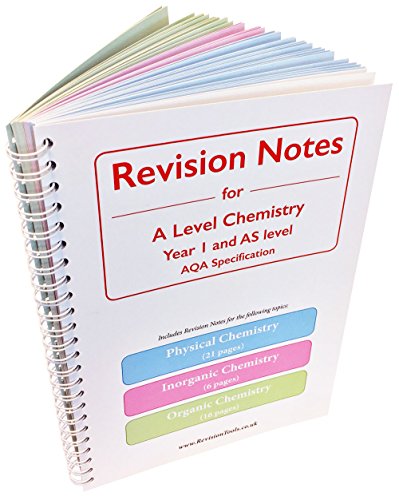 Revision Notes
for
A Level Chemistry
Year 1 and AS level
AQA Specification
Includes Revision Notes for the following topics:
Physical Chemistry
(21 pages)
Inorganic Chemistry
(6 pages)
Organic Chemistry
(16 pages)
www.RevisionTools.co.uk